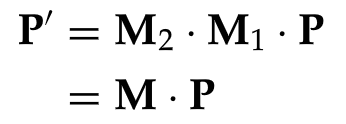 P′ = M₂ · M₁ · P
= M · P